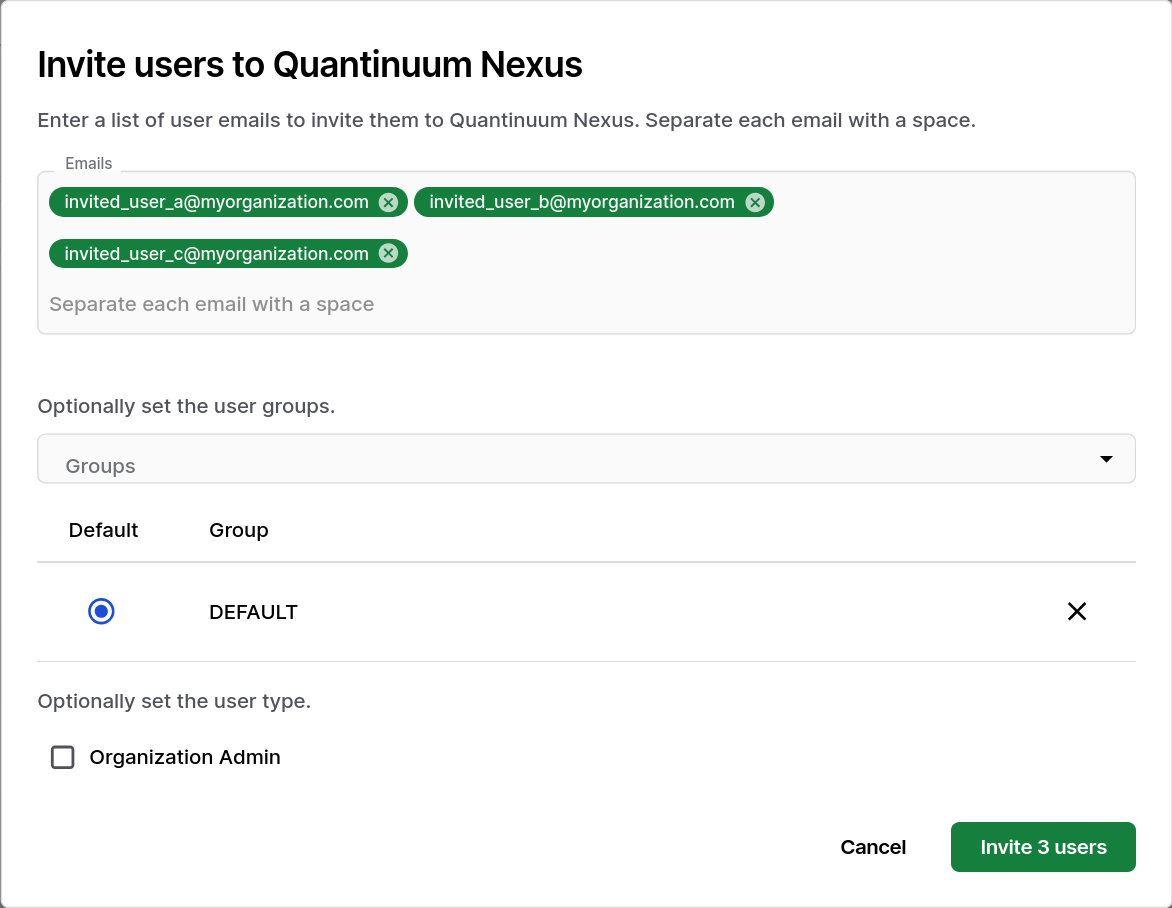 Invite users to Quantinuum Nexus
Enter a list of user emails to invite them to Quantinuum Nexus. Separate each email with a space.
Emails
invited_user_a@myorganization.com invited_user_b@myorganization.com
invited_user_c@myorganization.com
Separate each email with a space
Optionally set the user groups.
Groups
Default Group
DEFAULT
Optionally set the user type.
Organization Admin
Cancel Invite 3 users